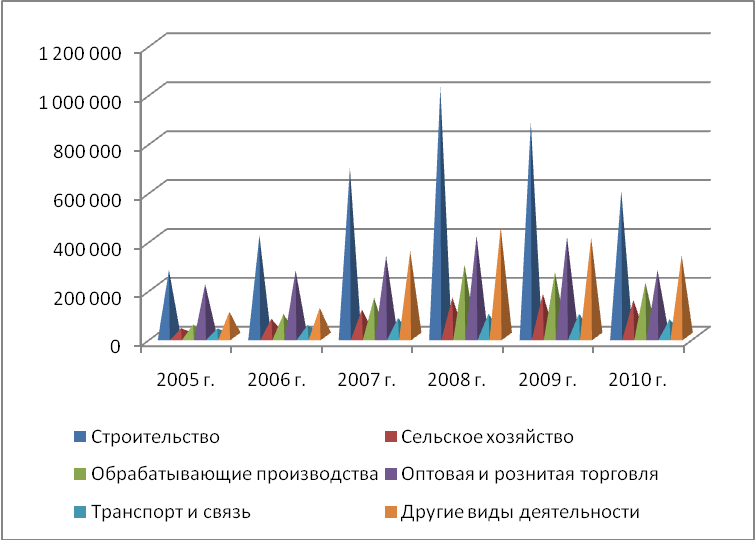 1 200 000
1 000 000
800 000
600 000
400 000
200 000
0
2005 г. 2006 г. 2007 г. 2008 г. 2009 г. 2010 г.
Строительство Сельское хозяйство
Обрабатывающие производства Оптовая и рознитая торговля
Транспорт и связь Другие виды деятельности